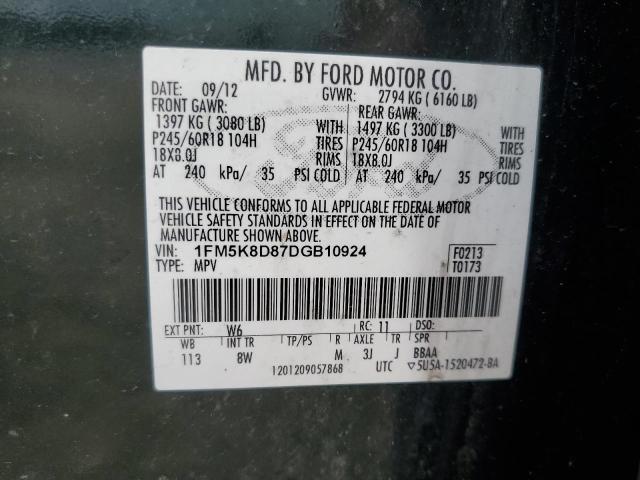 MFD. BY FORD MOTOR CO.
DATE: 09/12 GVWR: 2794 KG ( 6160 LB)
FRONT GAWR: REAR GAWR:
1397 KG ( 3080 LB) WITH 1497 KG ( 3300 LB) WITH
P245/60R18 104H TIRES P245/60R18 104H TIRES
18X8.0J RIMS 18X8.0J RIMS
AT 240 kPa/ 35 PSI COLD AT 240 kPa/ 35 PSI COLD
Ford
THIS VEHICLE CONFORMS TO ALL APPLICABLE FEDERAL MOTOR
VEHICLE SAFETY STANDARDS IN EFFECT ON THE DATE OF
MANUFACTURE SHOWN ABOVE.
VIN: 1FM5K8D87DGB10924 F0213
TYPE: MPV T0173
EXT PNT: W6 RC: 11 DSO:
WB INT TR TP/PS R AXLE TR SPR
113 8W M 3J J BBAA
1201209057868 UTC ▽5U5A-1520472-BA